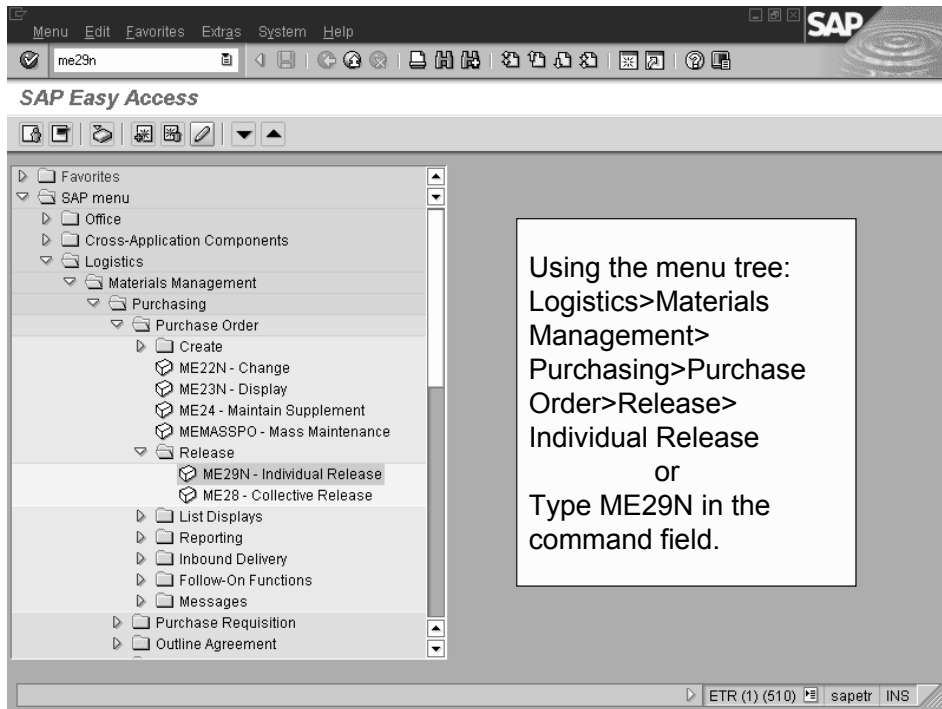 Menu Edit Favorites Extras System Help
SAP
me29n
SAP Easy Access
Favorites
SAP menu
Office
Cross-Application Components
Logistics
Materials Management
Purchasing
Purchase Order
Create
ME22N - Change
ME23N - Display
ME24 - Maintain Supplement
MEMASSPO - Mass Maintenance
Release
ME29N - Individual Release
ME28 - Collective Release
List Displays
Reporting
Inbound Delivery
Follow-On Functions
Messages
Purchase Requisition
Outline Agreement
Using the menu tree:
Logistics>Materials
Management>
Purchasing>Purchase
Order>Release>
Individual Release
or
Type ME29N in the
command field.
ETR (1) (510) sapetr INS